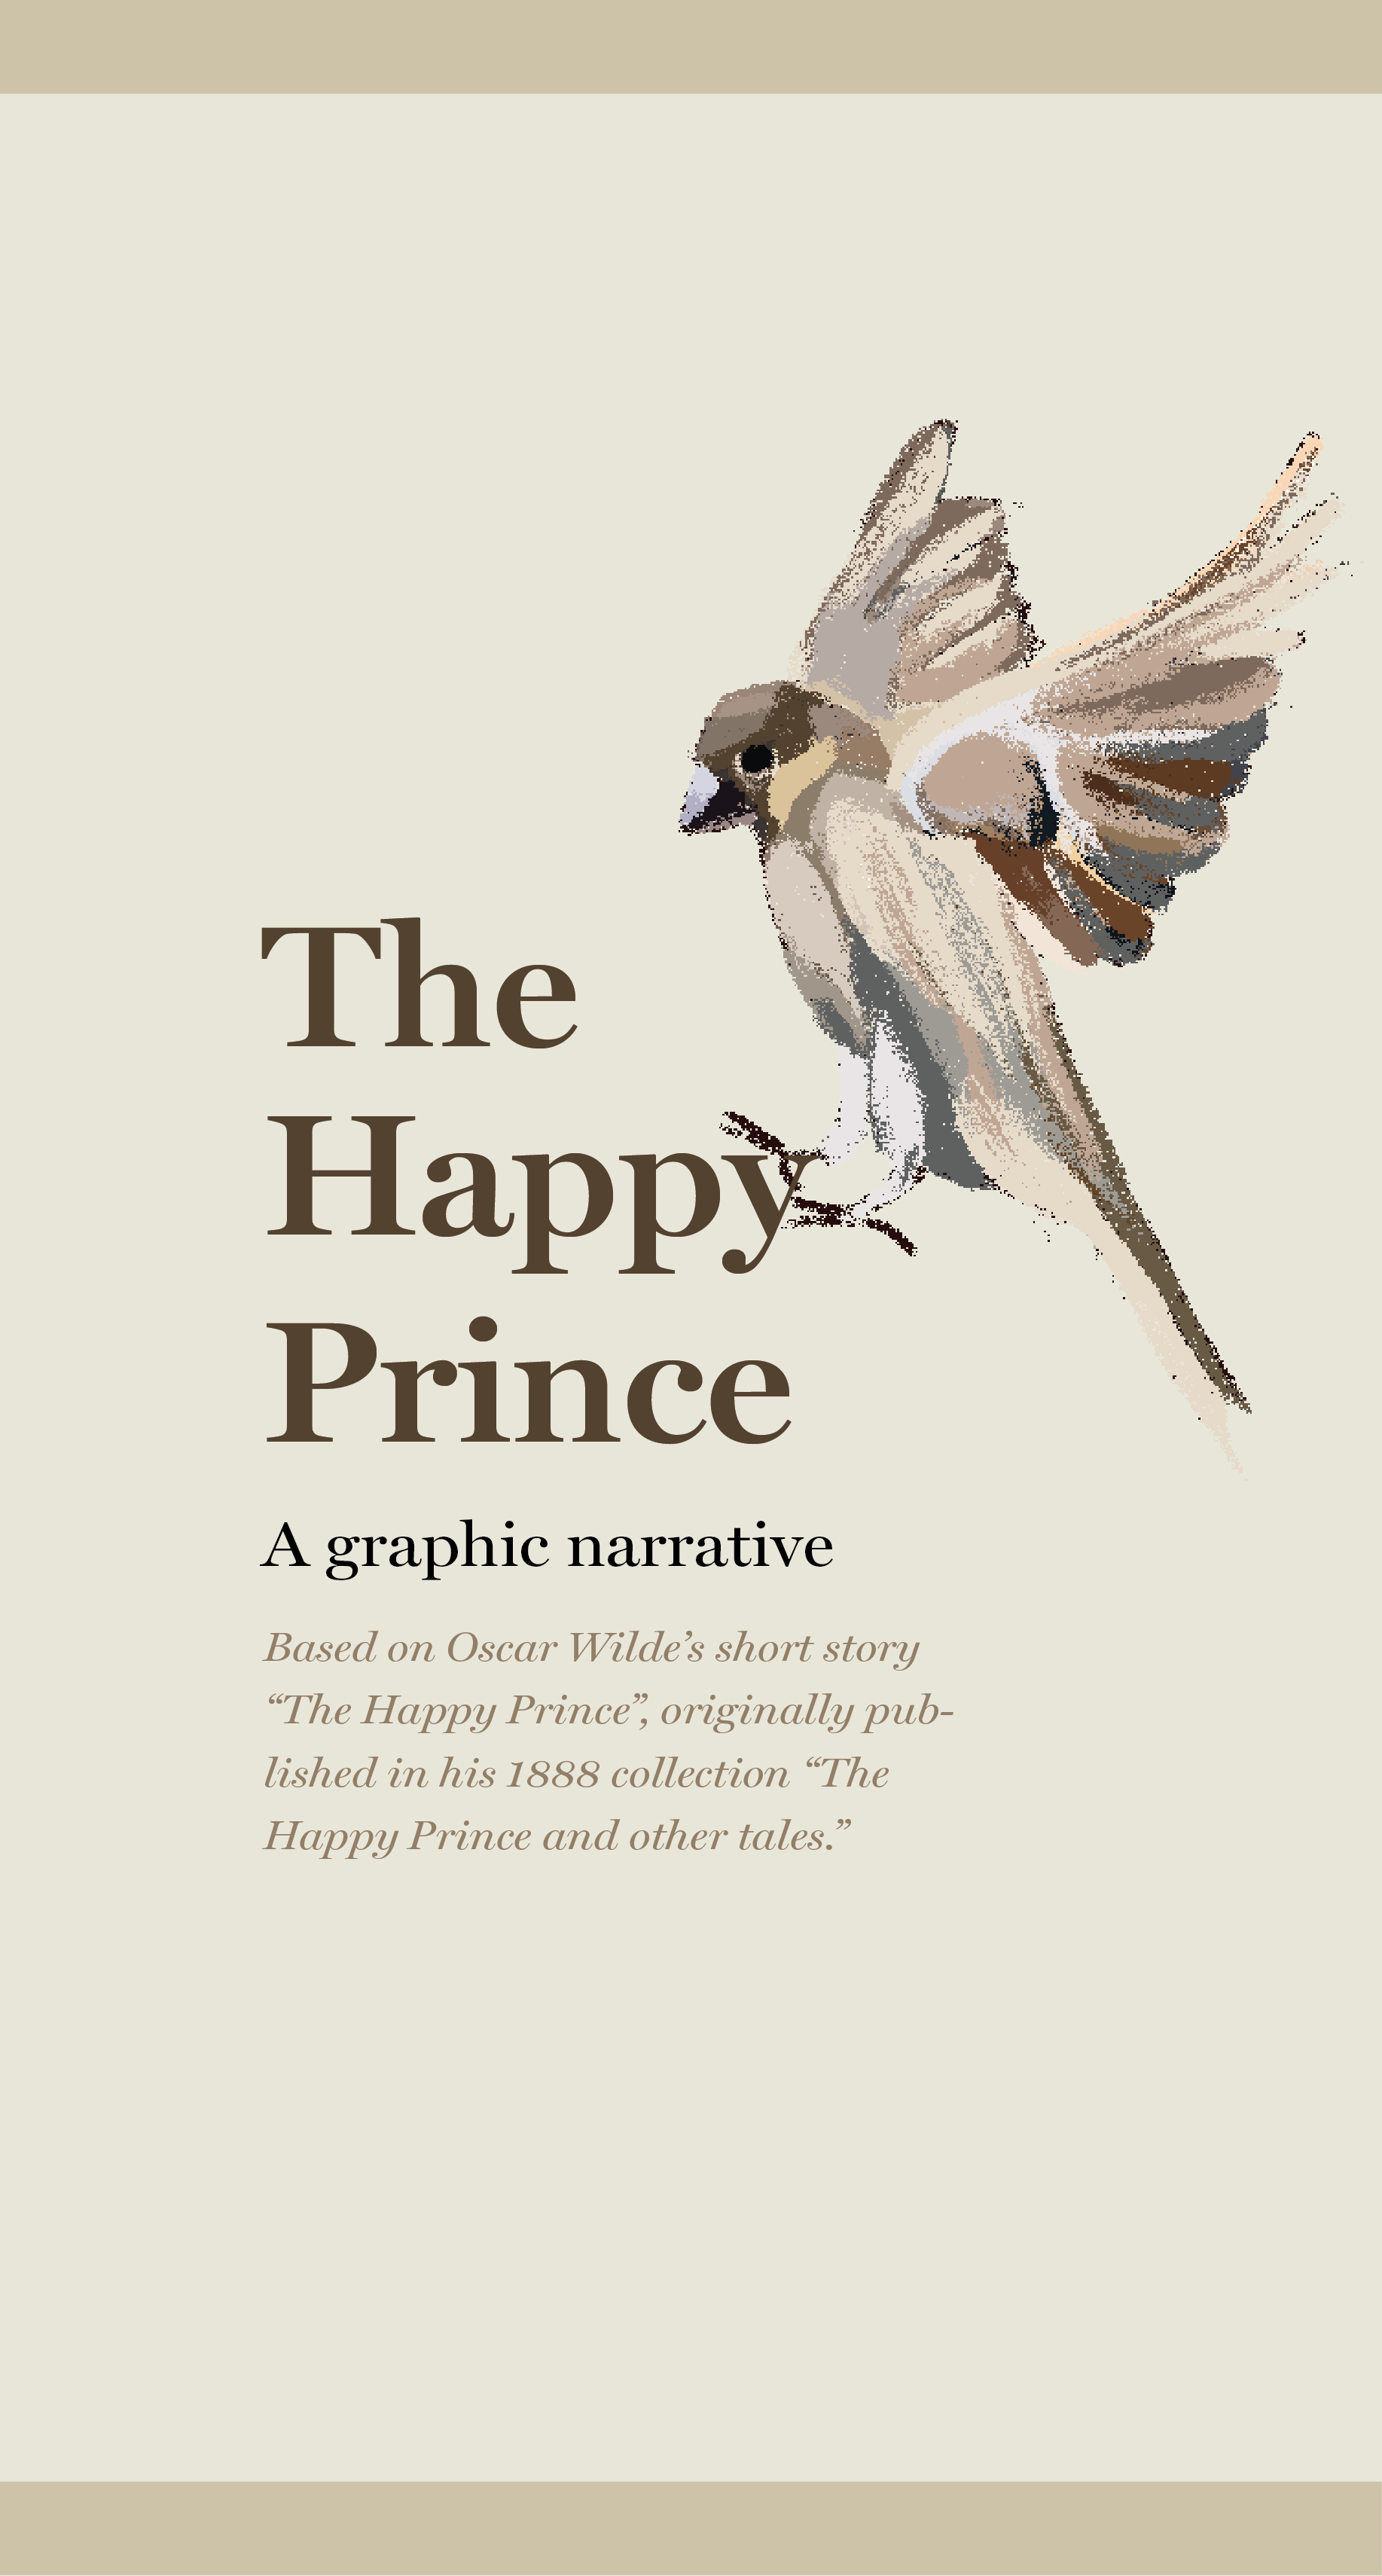 The
Happy
Prince
A graphic narrative
Based on Oscar Wilde’s short story
“The Happy Prince”, originally pub-
lished in his 1888 collection “The
Happy Prince and other tales.”